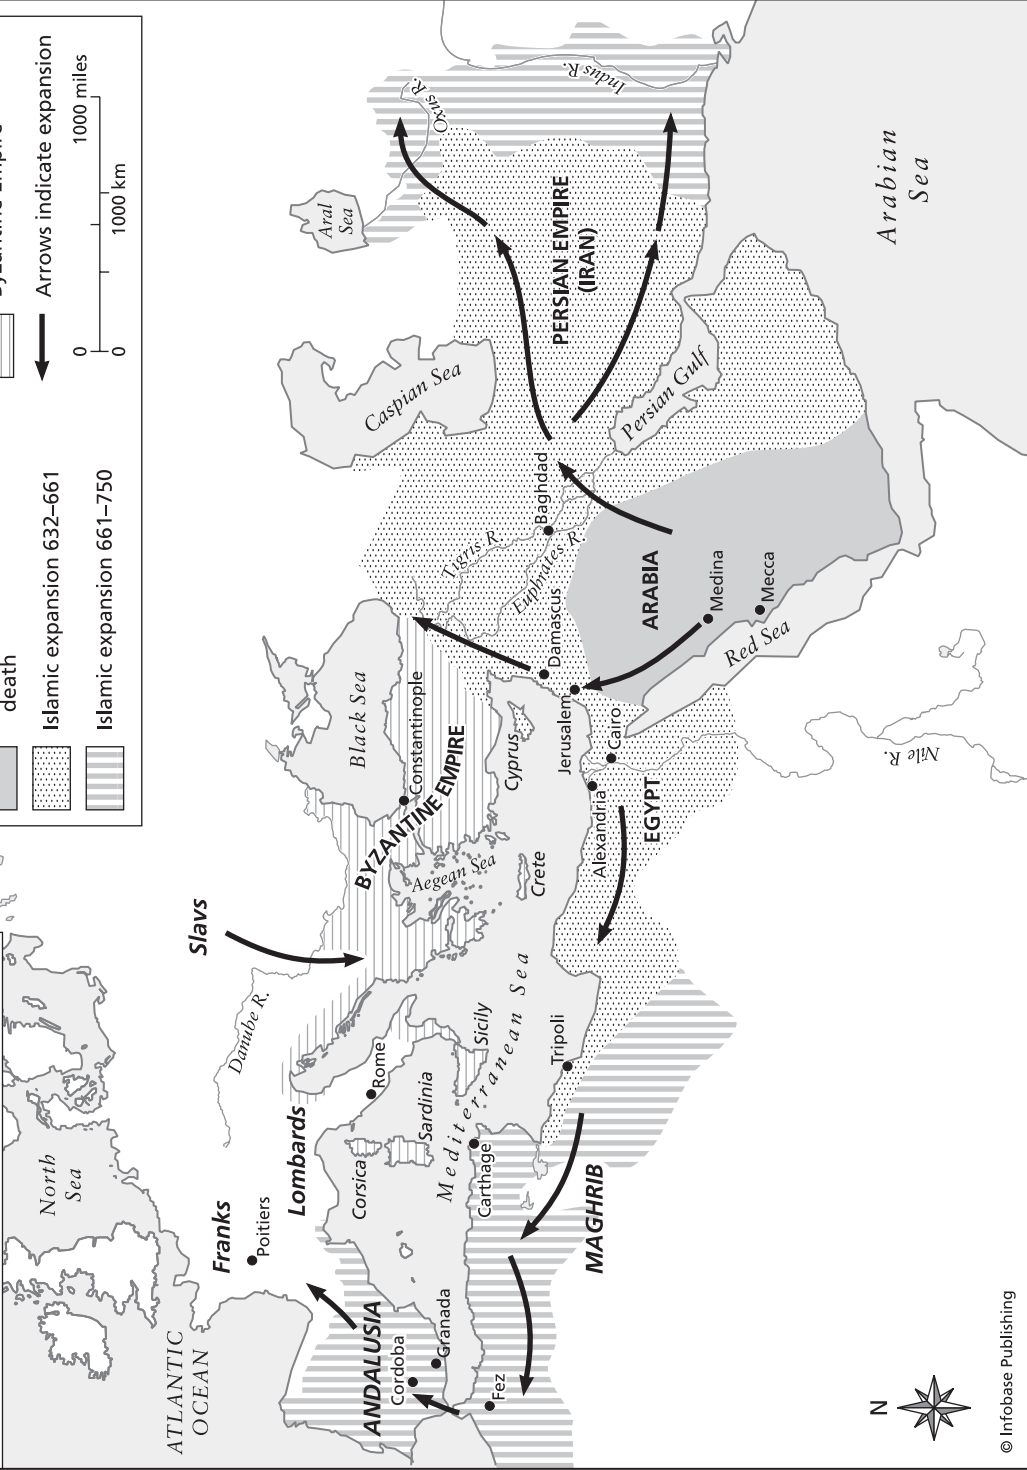 death
Islamic expansion 632–661
Islamic expansion 661–750
Arrows indicate expansion
0
1000 miles
0
1000 km
ATLANTIC
OCEAN
North
Sea
Franks
Poitiers
Lombards
Slavs
Danube R.
Black Sea
Caspian Sea
Aral
Sea
Oxus R.
Indus R.
ANDALUSIA
Cordoba
Granada
Fez
Corsica
Sardinia
Rome
Sicily
Mediterranean Sea
Carthage
Tripoli
MAGHRIB
BYZANTINE EMPIRE
Constantinople
Aegean Sea
Crete
Cyprus
Tigris R.
Euphrates R.
Baghdad
Damascus
Jerusalem
Cairo
Alexandria
EGYPT
Nile R.
Red Sea
ARABIA
Medina
Mecca
Persian Gulf
PERSIAN EMPIRE
(IRAN)
Arabian
Sea
N
© Infobase Publishing